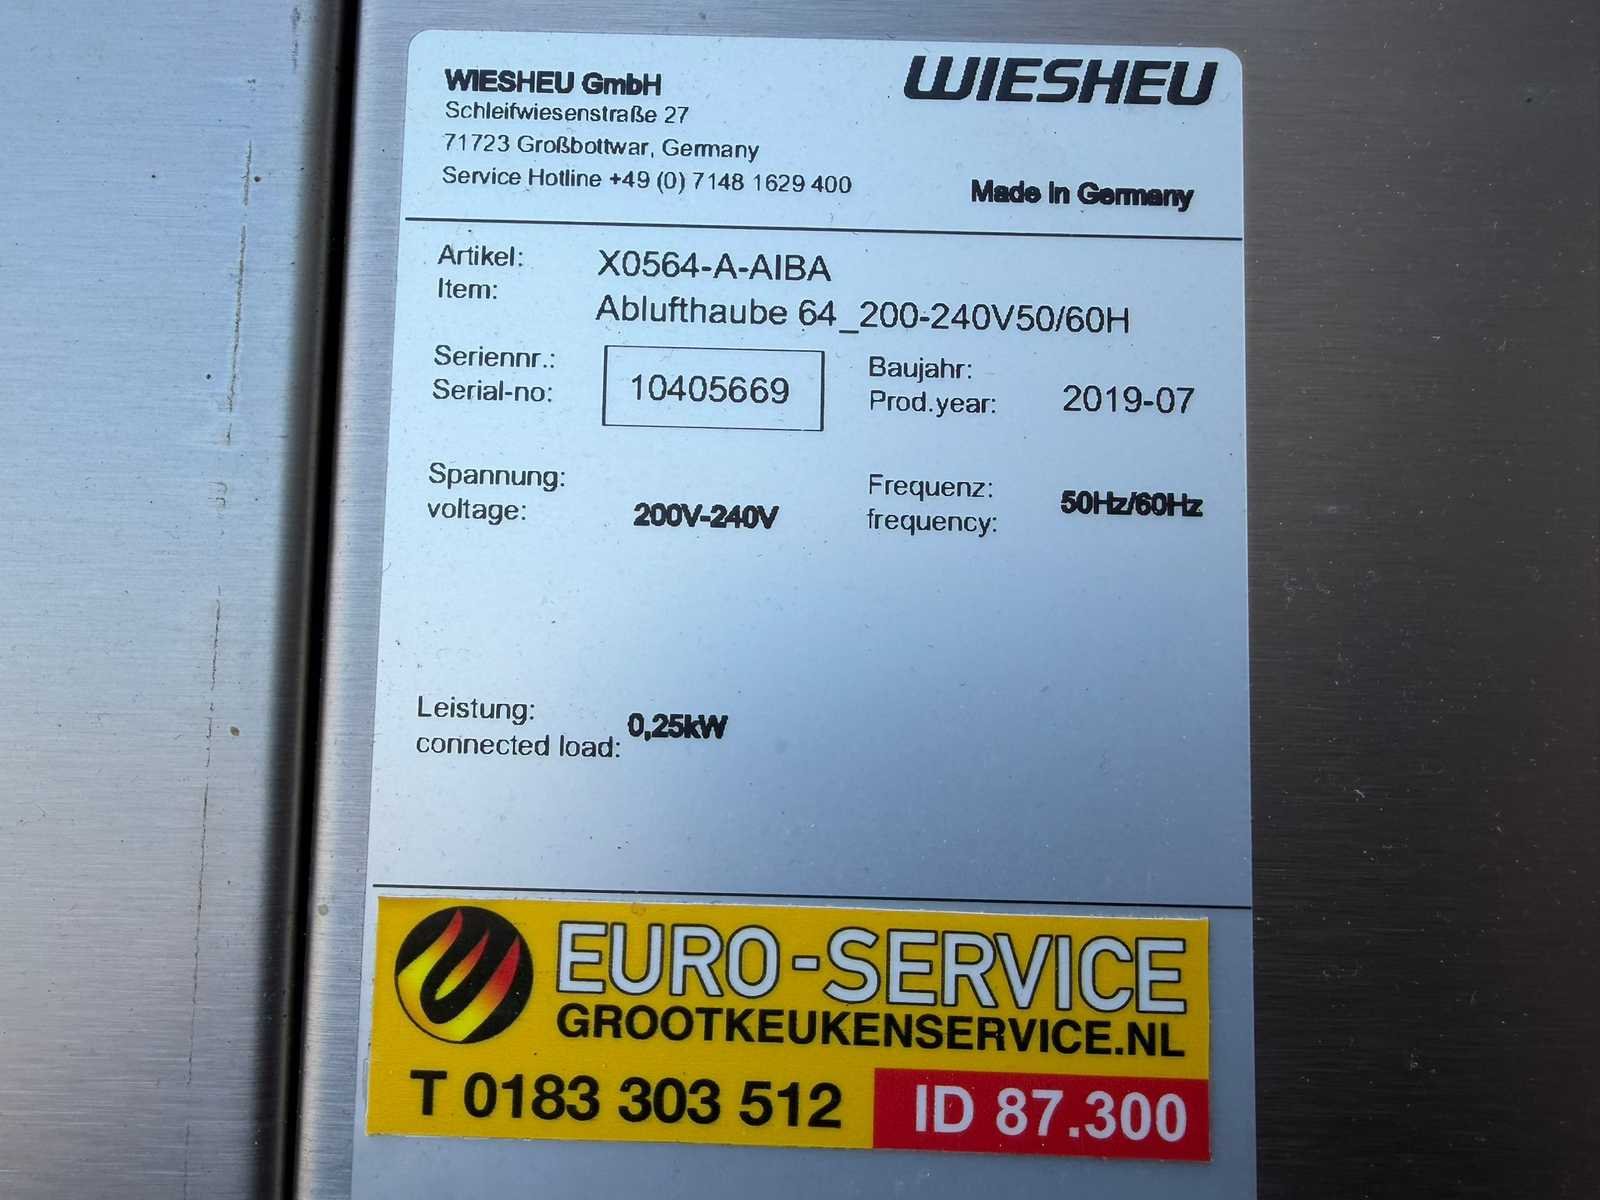 WIESHEU GmbH
Schleifwiesenstraße 27
71723 Großbottwar, Germany
Service Hotline +49 (0) 7148 1629 400
WIESHEU
Made in Germany
Artikel:
Item:
X0564-A-AIBA
Ablufthaube 64_200-240V50/60H
Seriennr.:
Serial-no:
10405669
Baujahr:
Prod.year:
2019-07
Spannung:
voltage:
200V-240V
Frequenz:
frequency:
50Hz/60Hz
Leistung:
connected load:
0,25kW
EURO-SERVICE
GROOTKEUKENSERVICE.NL
T 0183 303 512
ID 87.300